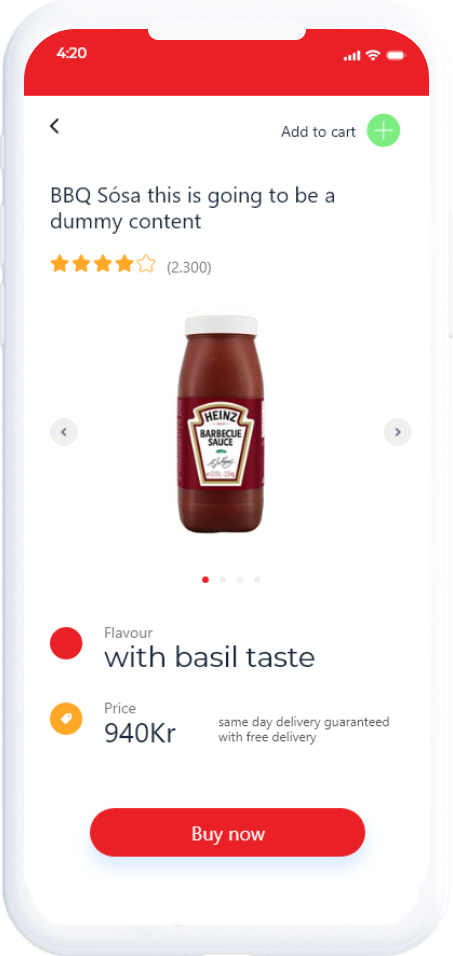 4:20
Add to cart
BBQ Sósa this is going to be a
dummy content
(2.300)
HEINZ
BARBECUE
SAUCE
Flavour
with basil taste
Price
940Kr
same day delivery guaranteed
with free delivery
Buy now